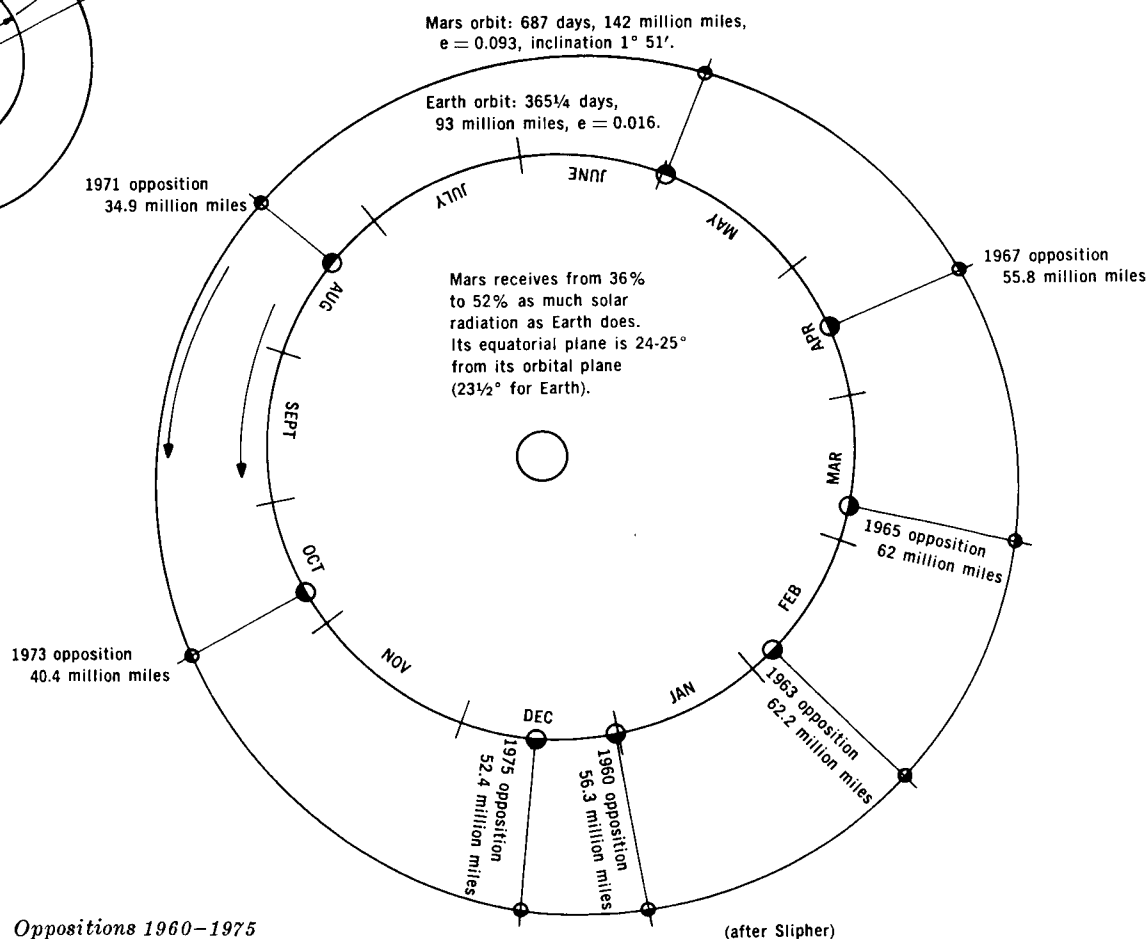 Mars orbit: 687 days, 142 million miles,
e = 0.093, inclination 1° 51′.
Earth orbit: 365¼ days,
93 million miles, e = 0.016.
JUNE
JULY
MAY
1971 opposition
34.9 million miles
1967 opposition
55.8 million miles
AUG
APR
Mars receives from 36%
to 52% as much solar
radiation as Earth does.
Its equatorial plane is 24-25°
from its orbital plane
(23½° for Earth).
SEPT
MAR
1965 opposition
62 million miles
OCT
FEB
1973 opposition
40.4 million miles
NOV
JAN
1963 opposition
62.2 million miles
DEC
1975 opposition
52.4 million miles
1960 opposition
56.3 million miles
Oppositions 1960–1975
(after Slipher)